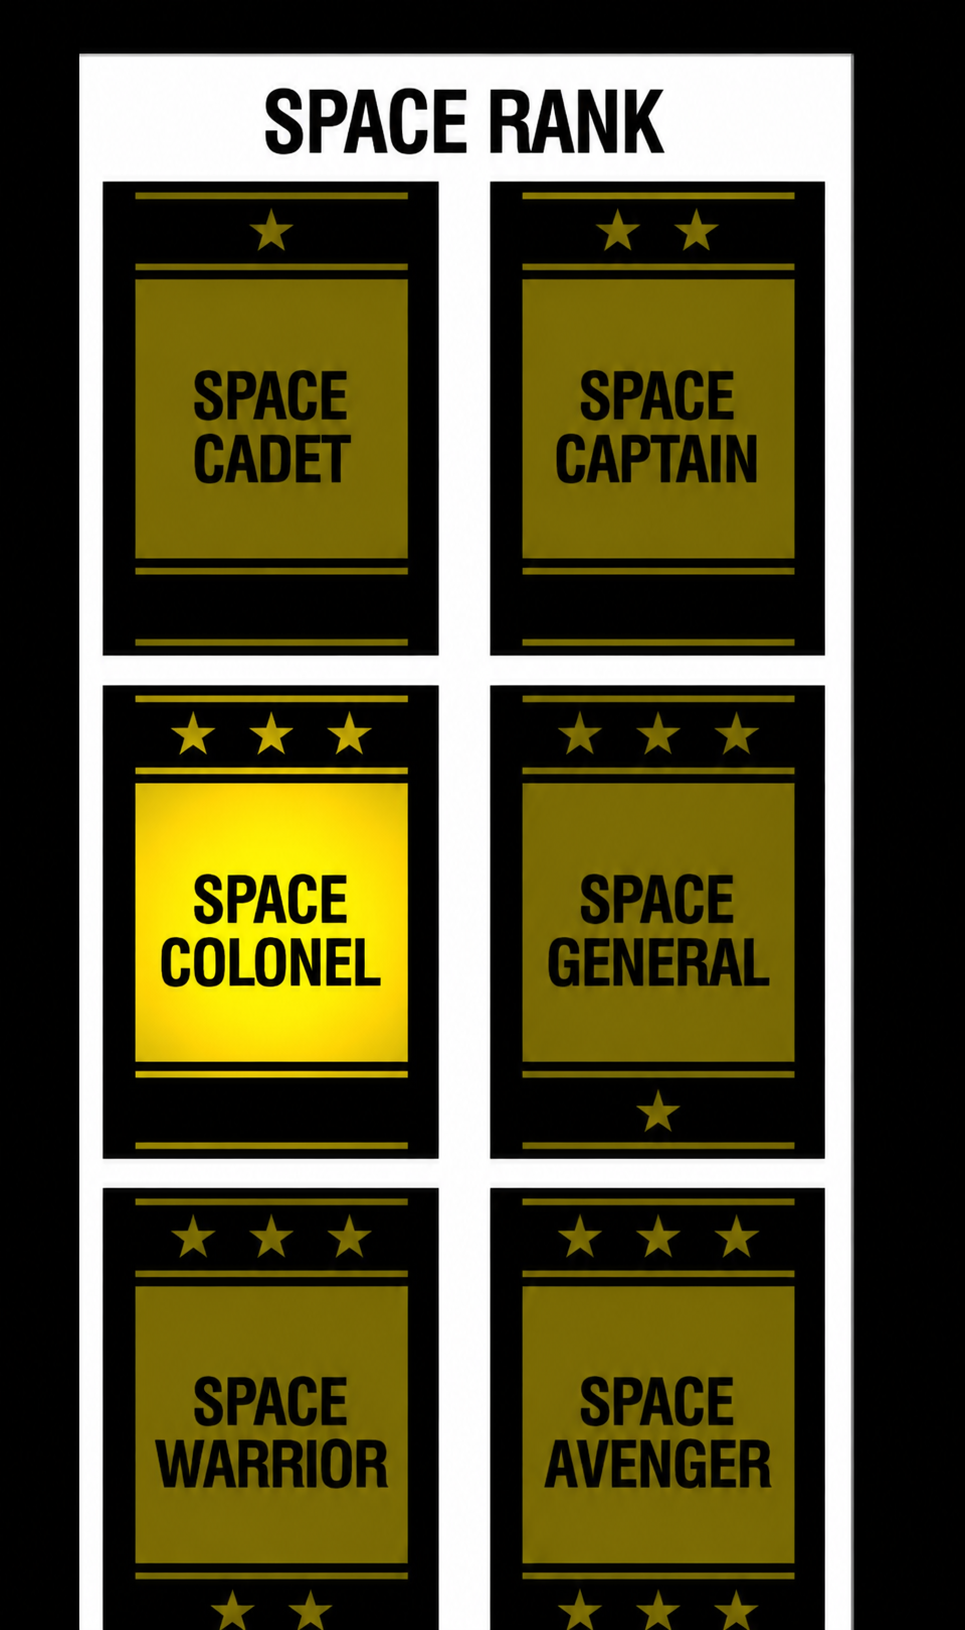 SPACE RANK
SPACE
CADET
SPACE
CAPTAIN
SPACE
COLONEL
SPACE
GENERAL
SPACE
WARRIOR
SPACE
AVENGER